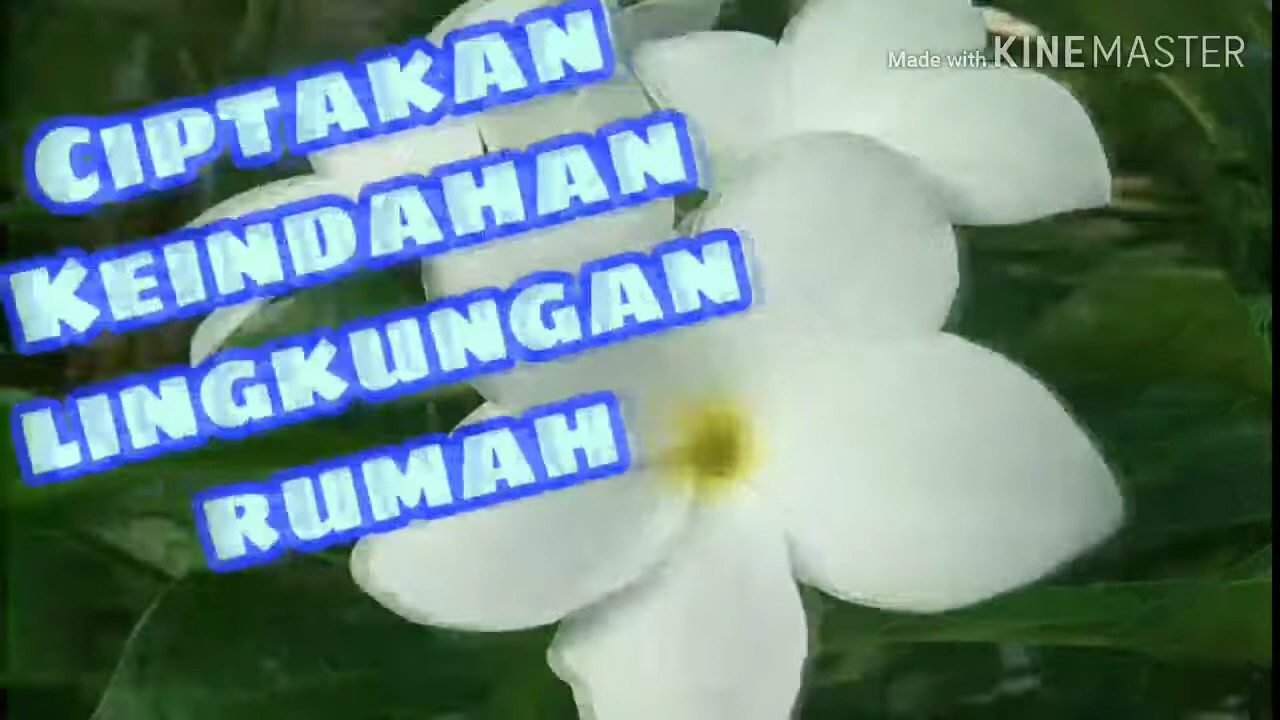 Made with KINEMASTER
CIPTAKAN
KEINDAHAN
LINGKUNGAN
RUMAH